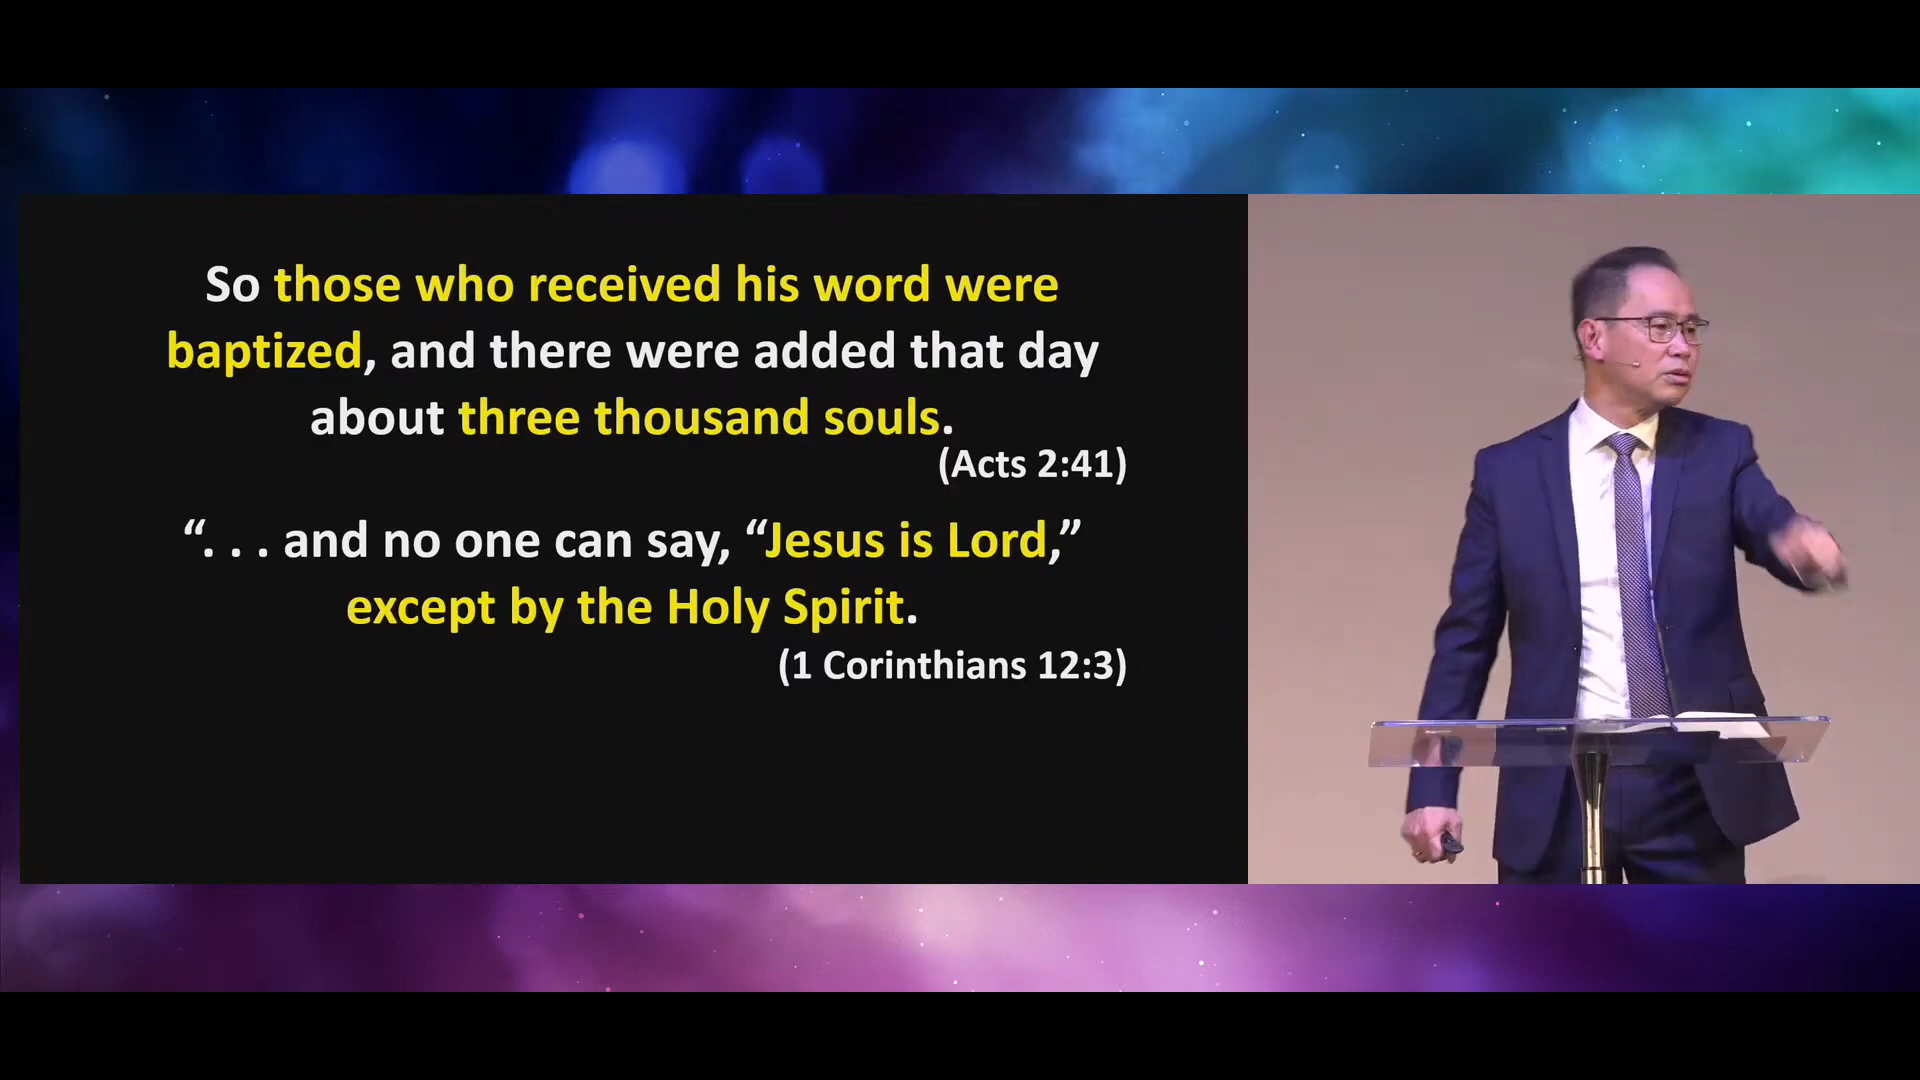 So those who received his word were
baptized, and there were added that day
about three thousand souls.
(Acts 2:41)
“. . . and no one can say, “Jesus is Lord,”
except by the Holy Spirit.
(1 Corinthians 12:3)